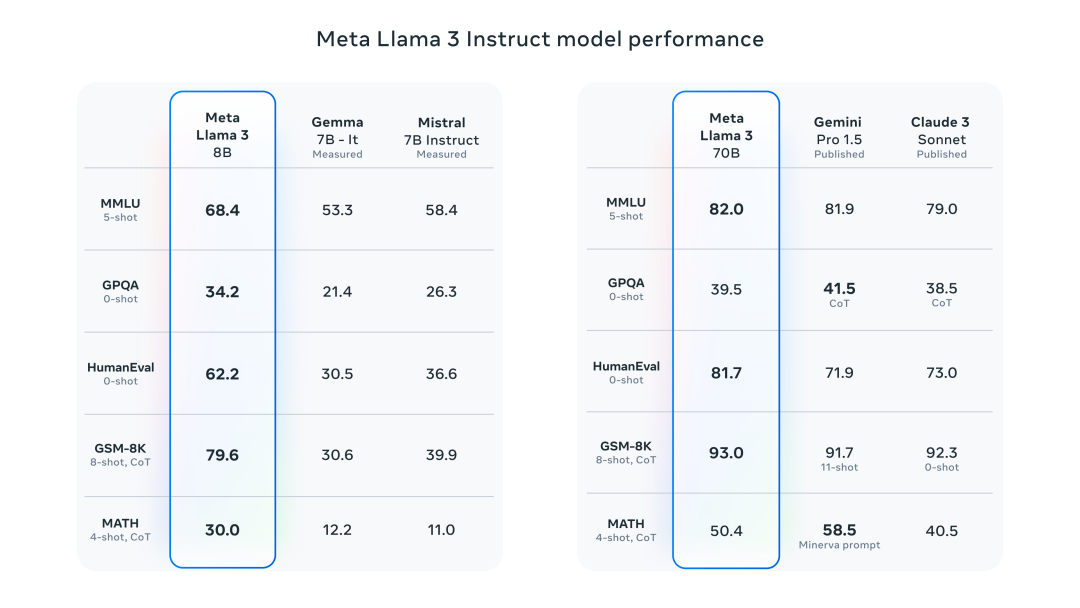 Meta Llama 3 Instruct model performance
Meta
Llama 3
8B
Gemma
7B - It
Measured
Mistral
7B Instruct
Measured
MMLU
5-shot
68.4
53.3
58.4
GPQA
0-shot
34.2
21.4
26.3
HumanEval
0-shot
62.2
30.5
36.6
GSM-8K
8-shot, CoT
79.6
30.6
39.9
MATH
4-shot, CoT
30.0
12.2
11.0
Meta
Llama 3
70B
Gemini
Pro 1.5
Published
Claude 3
Sonnet
Published
MMLU
5-shot
82.0
81.9
79.0
GPQA
0-shot
39.5
41.5
CoT
38.5
CoT
HumanEval
0-shot
81.7
71.9
73.0
GSM-8K
8-shot, CoT
93.0
91.7
11-shot
92.3
0-shot
MATH
4-shot, CoT
50.4
58.5
Minerva prompt
40.5